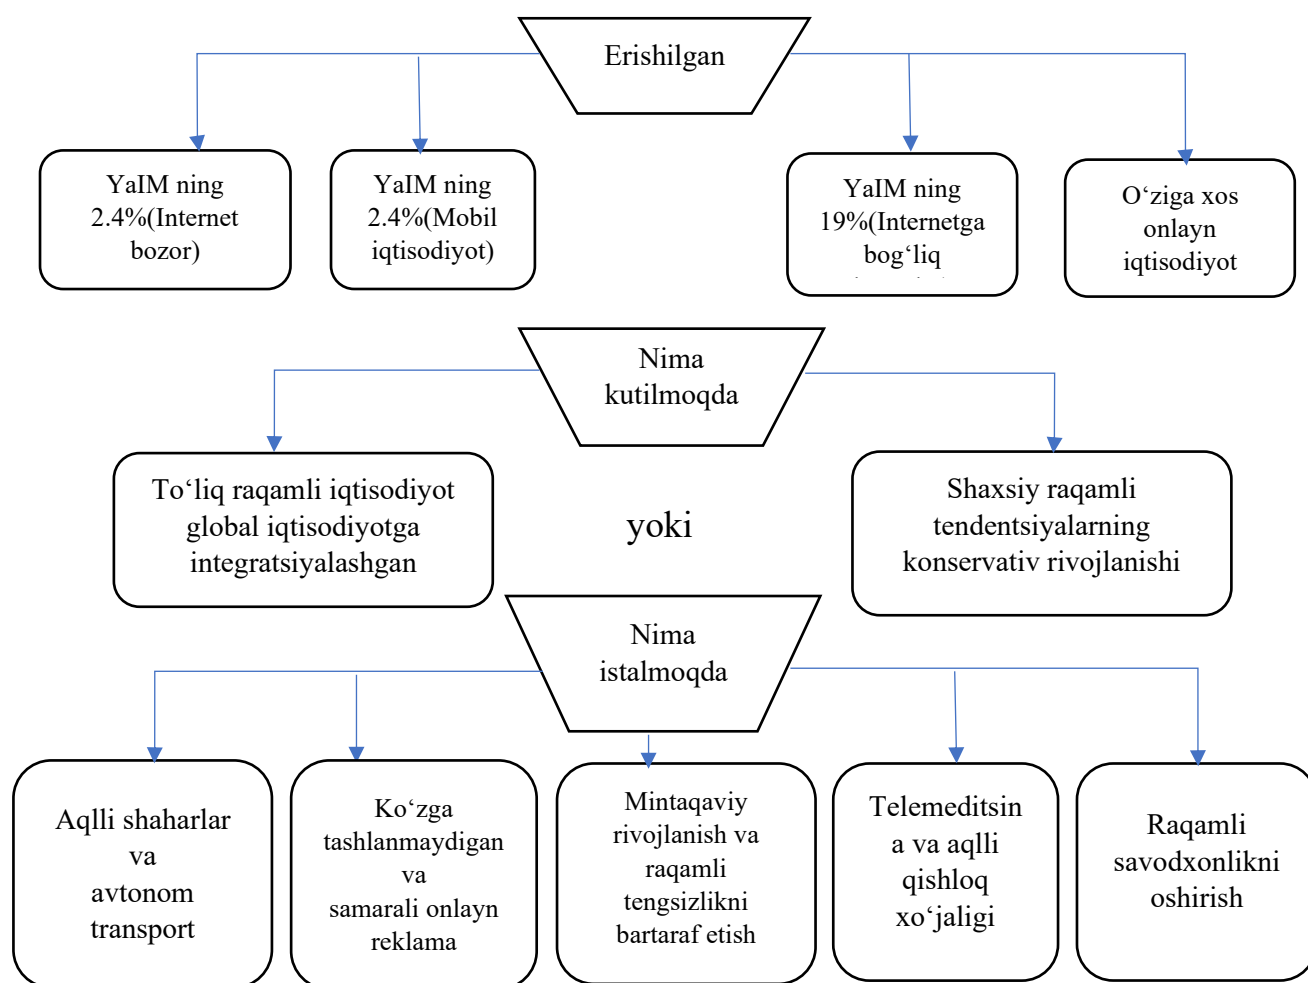 Erishilgan
YaIM ning
2.4%(Internet
bozor)
YaIM ning
2.4%(Mobil
iqtisodiyot)
YaIM ning
19%(Internetga
bog‘liq
O‘ziga xos
onlayn
iqtisodiyot
Nima
kutilmoqda
To‘liq raqamli iqtisodiyot
global iqtisodiyotga
integratsiyalashgan
yoki
Shaxsiy raqamli
tendentsiyalarning
konservativ rivojlanishi
Nima
istalmoqda
Aqlli shaharlar
va
avtonom
transport
Ko‘zga
tashlanmaydigan
va
samarali onlayn
reklama
Mintaqaviy
rivojlanish va
raqamli
tengsizlikni
bartaraf etish
Telemeditsin
a va aqlli
qishloq
xo‘jaligi
Raqamli
savodxonlikni
oshirish